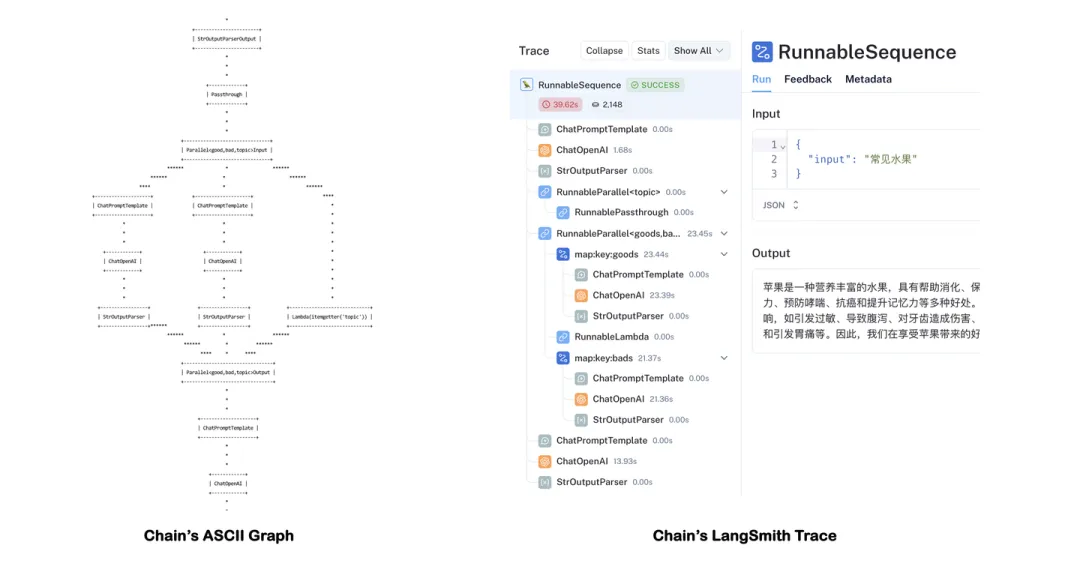 StrOutputParserOutput
Passthrough
Parallel<good,bad,topic>Input
ChatPromptTemplate
ChatPromptTemplate
ChatOpenAI
ChatOpenAI
StrOutputParser
StrOutputParser
Lambda(itemgetter('topic'))
Parallel<good,bad,topic>Output
ChatPromptTemplate
ChatOpenAI
Chain's ASCII Graph
Trace
Collapse
Stats
Show All
RunnableSequence SUCCESS
39.62s 2,148
ChatPromptTemplate 0.00s
ChatOpenAI 1.68s
StrOutputParser 0.00s
RunnableParallel<topic> 0.00s
RunnablePassthrough 0.00s
RunnableParallel<goods,ba... 23.45s
map:key:goods 23.44s
ChatPromptTemplate 0.00s
ChatOpenAI 23.39s
StrOutputParser 0.00s
RunnableLambda 0.00s
map:key:bads 21.37s
ChatPromptTemplate 0.00s
ChatOpenAI 21.36s
StrOutputParser 0.00s
ChatPromptTemplate 0.00s
ChatOpenAI 13.93s
StrOutputParser 0.00s
RunnableSequence
Run Feedback Metadata
Input
1 {
2 "input": "常见水果"
3 }
JSON
Output
苹果是一种营养丰富的水果，具有帮助消化、保
力、预防哮喘、抗癌和提升记忆力等多种好处。
响，如引发过敏、导致腹泻、对牙齿造成伤害、
和引发胃痛等。因此，我们在享受苹果带来的好
Chain's LangSmith Trace